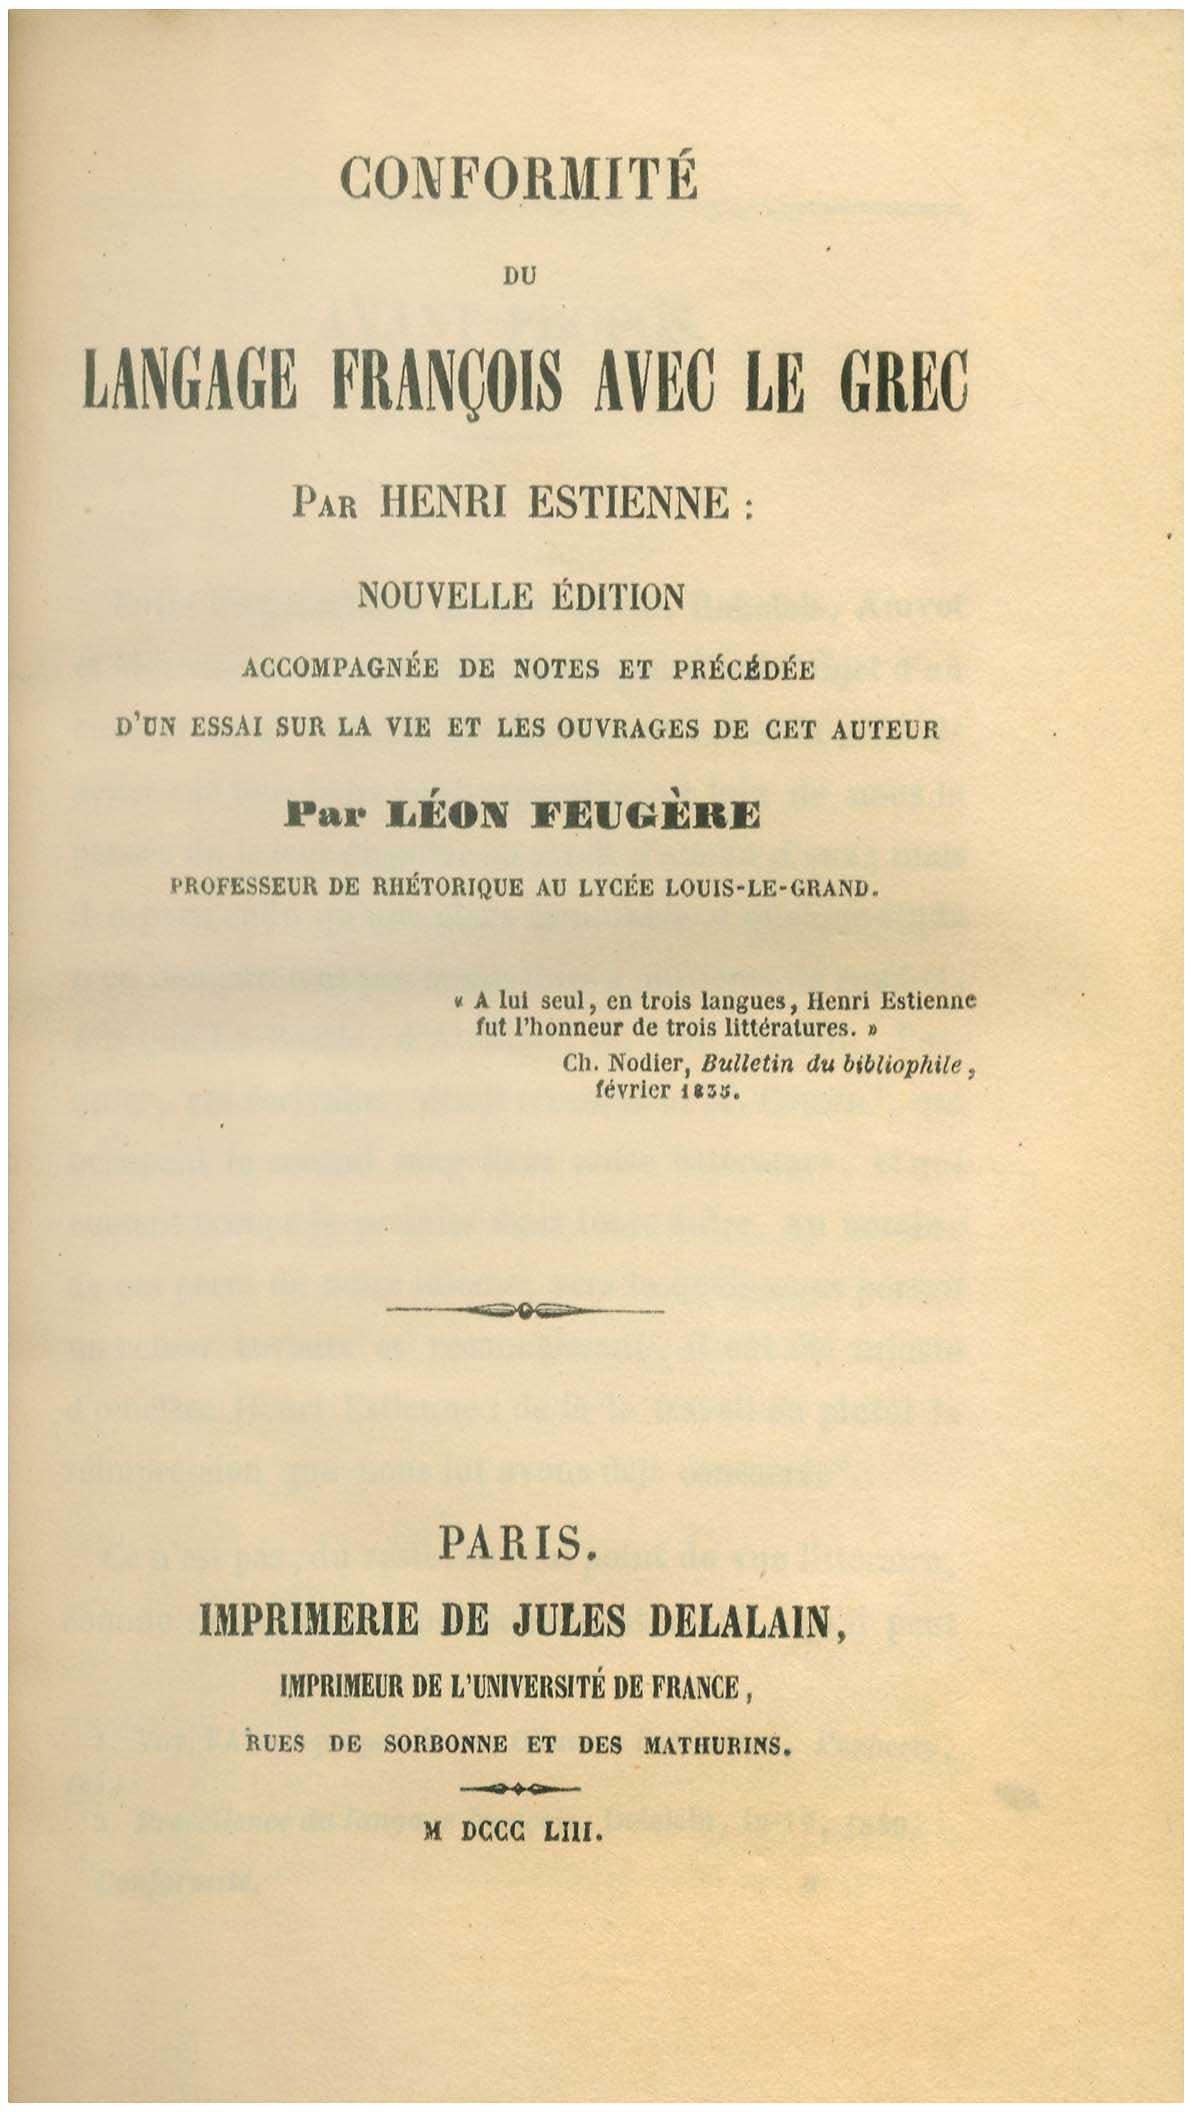 CONFORMITÉ
DU
LANGAGE FRANÇOIS AVEC LE GREC
PAR HENRI ESTIENNE :
NOUVELLE ÉDITION
ACCOMPAGNÉE DE NOTES ET PRÉCÉDÉE
D'UN ESSAI SUR LA VIE ET LES OUVRAGES DE CET AUTEUR
Par LÉON FEUGÈRE
PROFESSEUR DE RHÉTORIQUE AU LYCÉE LOUIS-LE-GRAND.
« A lui seul, en trois langues, Henri Estienne
fut l'honneur de trois littératures. »
Ch. Nodier, Bulletin du bibliophile,
février 1835.
PARIS.
IMPRIMERIE DE JULES DELALAIN,
IMPRIMEUR DE L'UNIVERSITÉ DE FRANCE,
RUES DE SORBONNE ET DES MATHURINS.
M DCCC LIII.